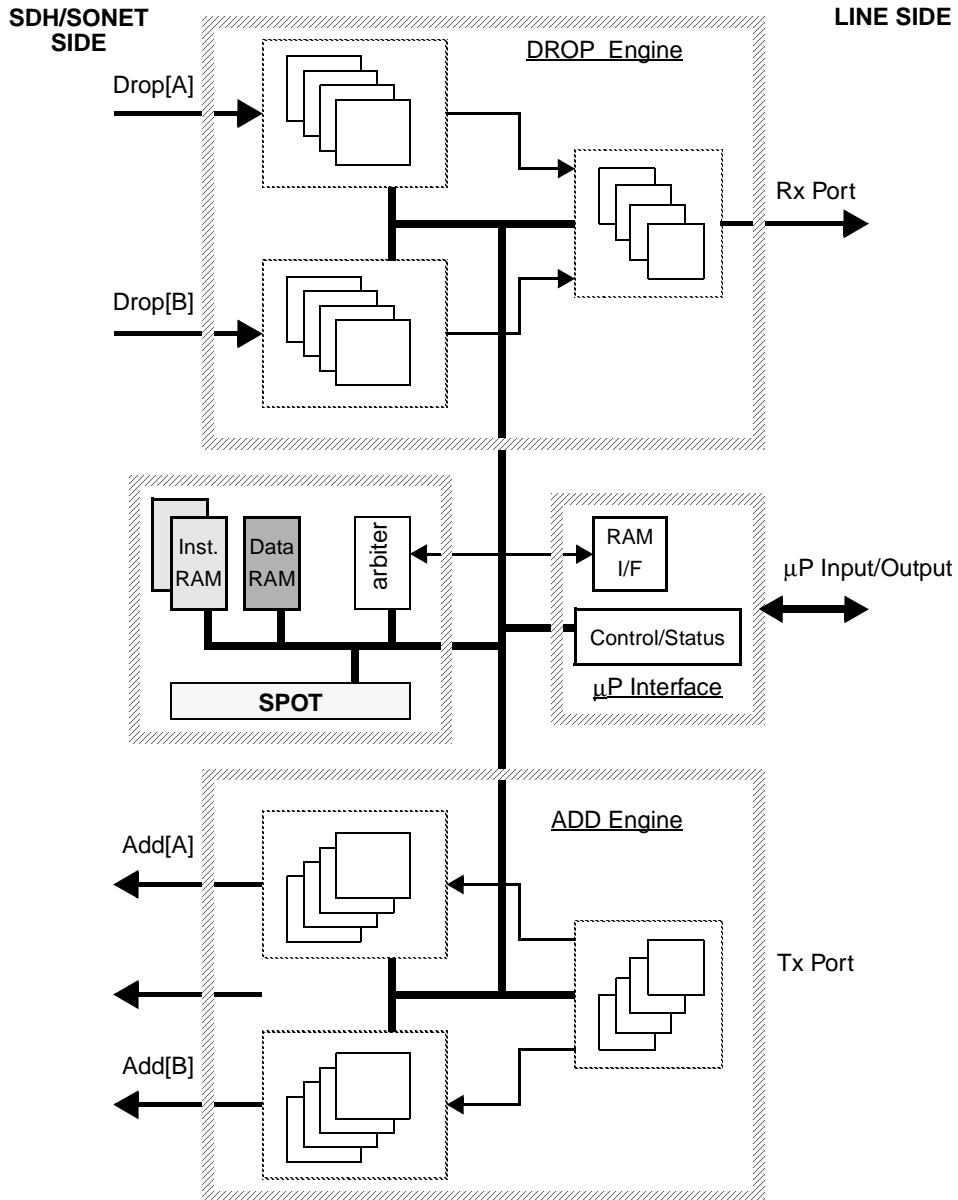 SDH/SONET
SIDE
LINE SIDE
DROP Engine
Drop[A]
Rx Port
Drop[B]
Inst.
RAM
Data
RAM
arbiter
RAM
I/F
μP Input/Output
Control/Status
μP Interface
SPOT
ADD Engine
Add[A]
Tx Port
Add[B]